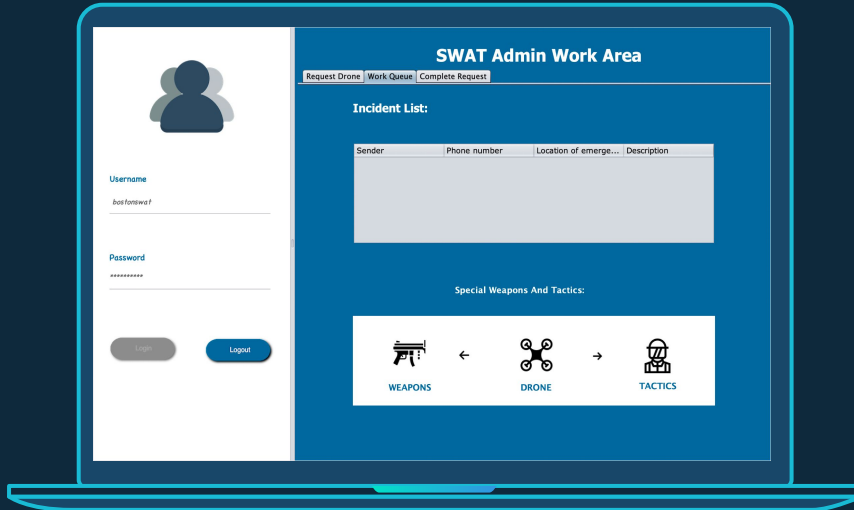 SWAT Admin Work Area
Request Drone Work Queue Complete Request
Incident List:
Sender Phone number Location of emerge... Description
Username
bostonswat
Password
**********
Login Logout
Special Weapons And Tactics:
WEAPONS DRONE TACTICS